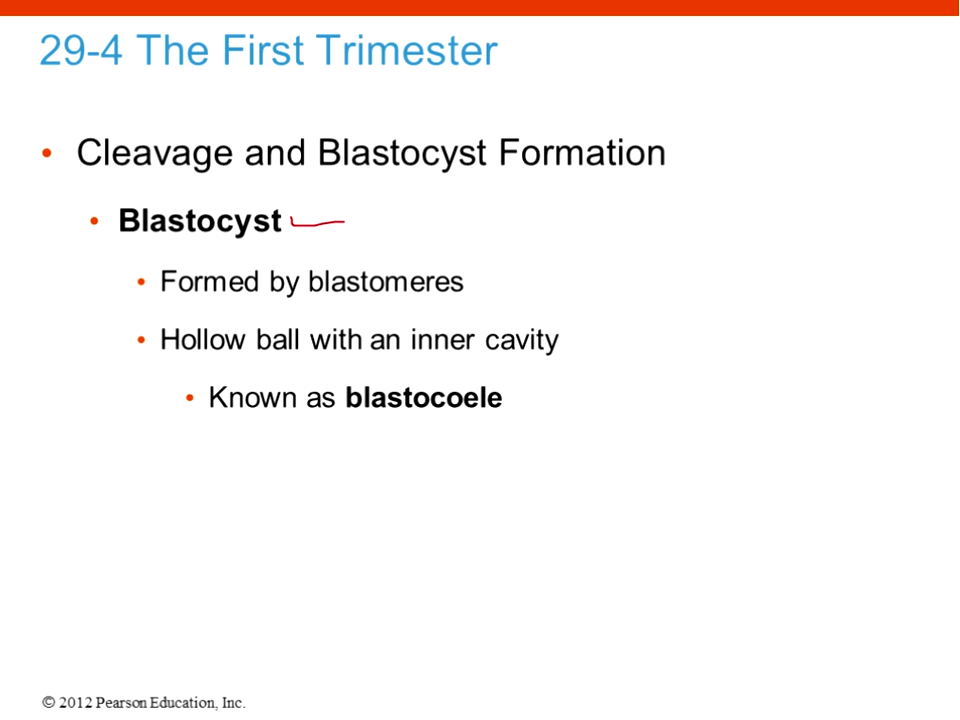 29-4 The First Trimester
• Cleavage and Blastocyst Formation
• Blastocyst
• Formed by blastomeres
• Hollow ball with an inner cavity
• Known as blastocoele
© 2012 Pearson Education, Inc.